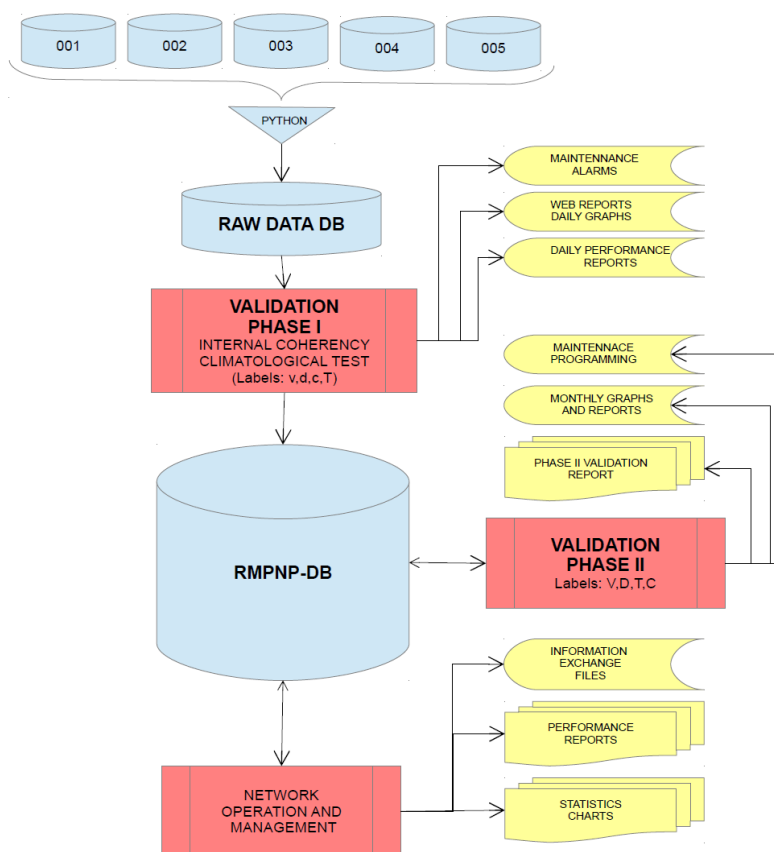 001
002
003
004
005
PYTHON
RAW DATA DB
MAINTENNANCE
ALARMS
WEB REPORTS
DAILY GRAPHS
DAILY PERFORMANCE
REPORTS
VALIDATION
PHASE I
INTERNAL COHERENCY
CLIMATOLOGICAL TEST
(Labels: v,d,c,T)
MAINTENNACE
PROGRAMMING
MONTHLY GRAPHS
AND REPORTS
PHASE II VALIDATION
REPORT
RMPNP-DB
VALIDATION
PHASE II
Labels: V,D,T,C
INFORMATION
EXCHANGE
FILES
PERFORMANCE
REPORTS
NETWORK
OPERATION AND
MANAGEMENT
STATISTICS
CHARTS